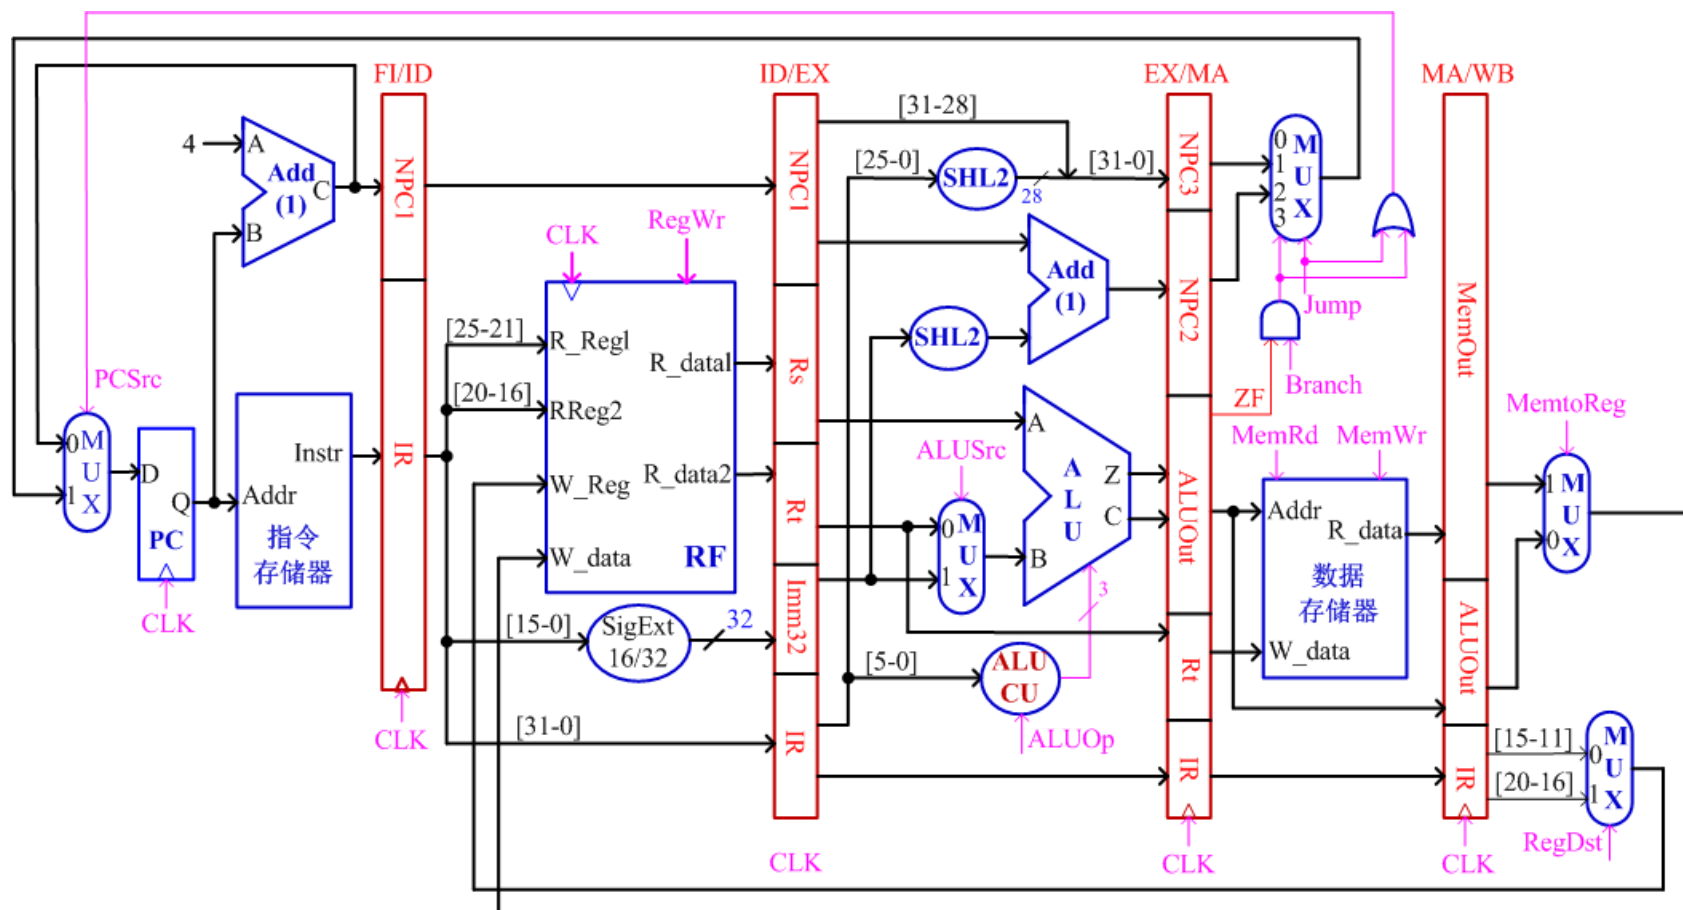 FI/ID
ID/EX
EX/MA
MA/WB
4
A
Add
(1)
C
B
NPC1
IR
CLK
PCSrc
0
1
M
U
X
D
Q
PC
CLK
Instr
Addr
指令
存储器
CLK
RegWr
[25-21]
R_Regl
[20-16]
RReg2
W_Reg
W_data
R_datal
R_data2
RF
[15-0]
SigExt
16/32
32
[31-0]
NPC1
Rs
Rt
Imm32
IR
CLK
[31-28]
[25-0]
SHL2
28
[31-0]
Add
(1)
SHL2
ALUSrc
0
1
M
U
X
A
B
A
L
U
Z
C
3
[5-0]
ALU
CU
ALUOp
NPC3
NPC2
ALUOut
Rt
IR
CLK
0
1
2
3
M
U
X
Jump
Branch
ZF
MemRd
MemWr
Addr
R_data
数据
存储器
W_data
MemOut
ALUOut
IR
CLK
MemtoReg
1
0
M
U
X
[15-11]
[20-16]
0
1
M
U
X
RegDst